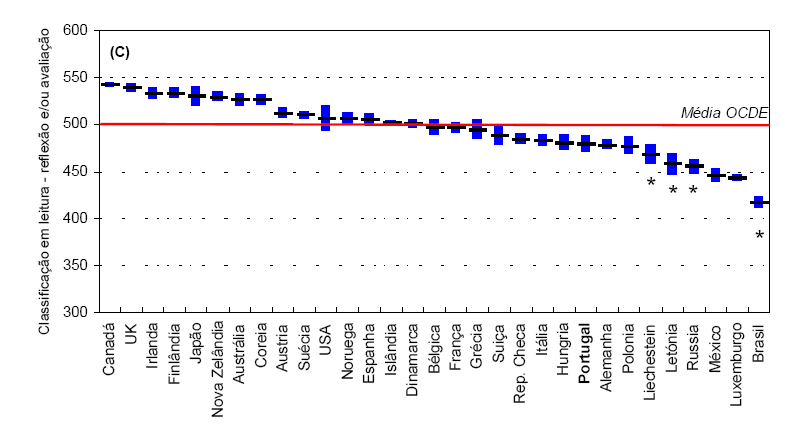 Classificação em leitura - reflexão e/ou avaliação
600
550
500
450
400
350
300
(C)
Média OCDE
*
*
*
*
Canadá
UK
Irlanda
Finlândia
Japão
Nova Zelândia
Austrália
Coreia
Austria
Suécia
USA
Noruega
Espanha
Islândia
Dinamarca
Bélgica
França
Grécia
Suiça
Rep. Checa
Itália
Hungria
Portugal
Alemanha
Polonia
Liechestein
Letónia
Russia
México
Luxemburgo
Brasil